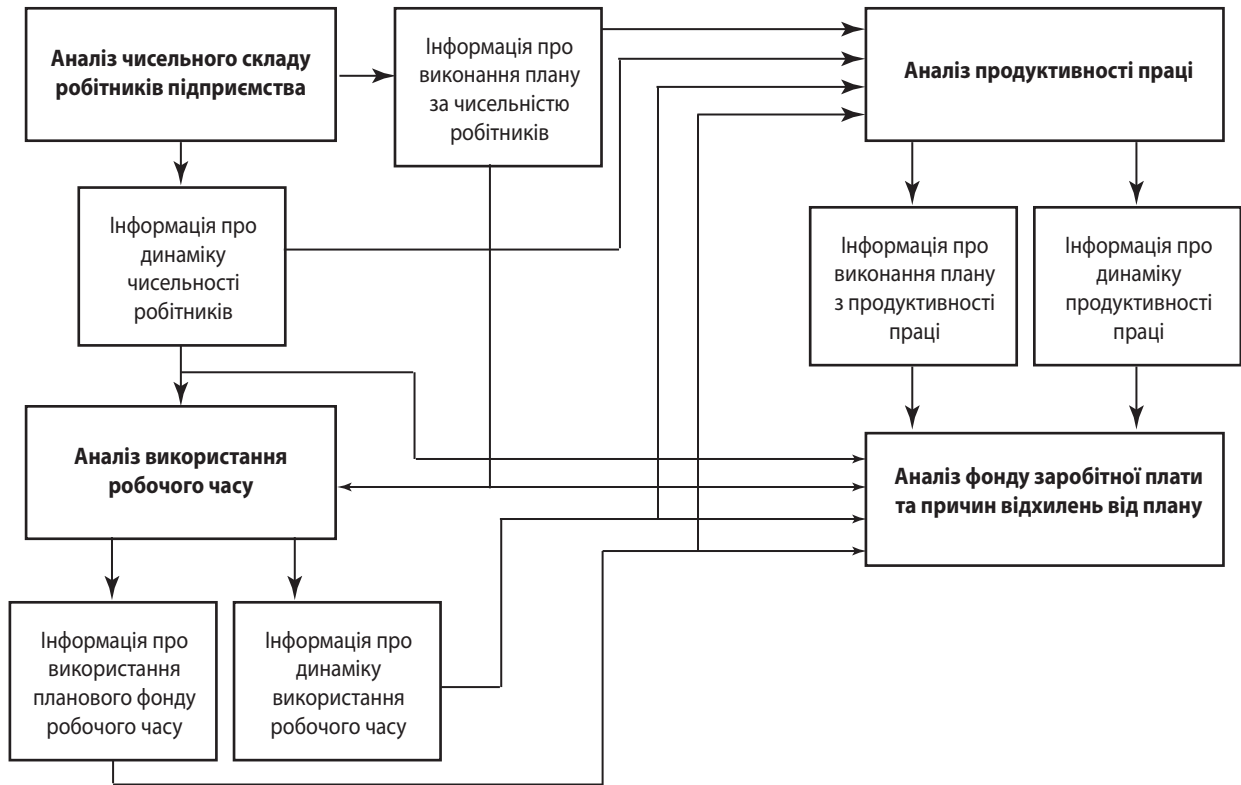 Аналіз чисельного складу
робітників підприємства
Інформація про
виконання плану
за чисельністю
робітників
Аналіз продуктивності праці
Інформація про
динаміку
чисельності
робітників
Інформація про
виконання плану
з продуктивності
праці
Інформація про
динаміку
продуктивності
праці
Аналіз використання
робочого часу
Аналіз фонду заробітної плати
та причин відхилень від плану
Інформація про
використання
планового фонду
робочого часу
Інформація про
динаміку
використання
робочого часу